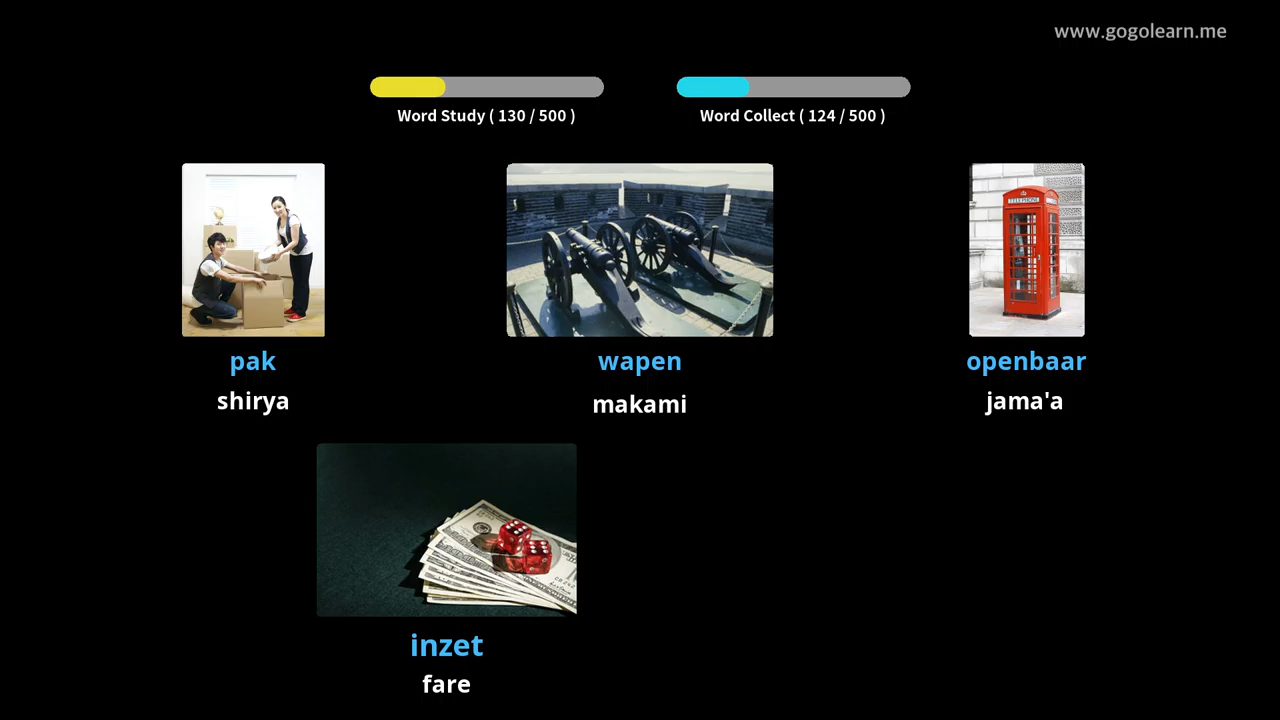 www.gogolearn.me
Word Study ( 130 / 500 )
Word Collect ( 124 / 500 )
TELEPHONE
pak
shirya
wapen
makami
openbaar
jama'a
inzet
fare